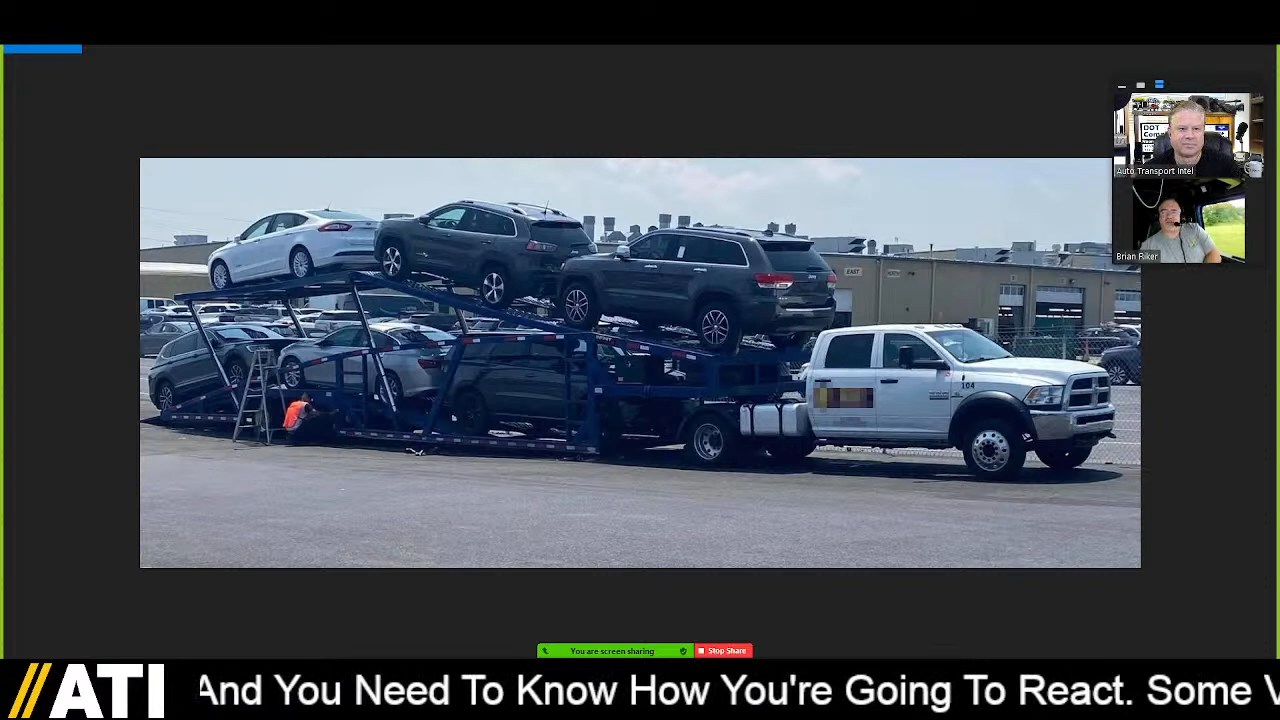 DOT
Auto Transport Intel
Brian Riker
EAST
104
You are screen sharing
Stop Share
ATI
And You Need To Know How You're Going To React. Some